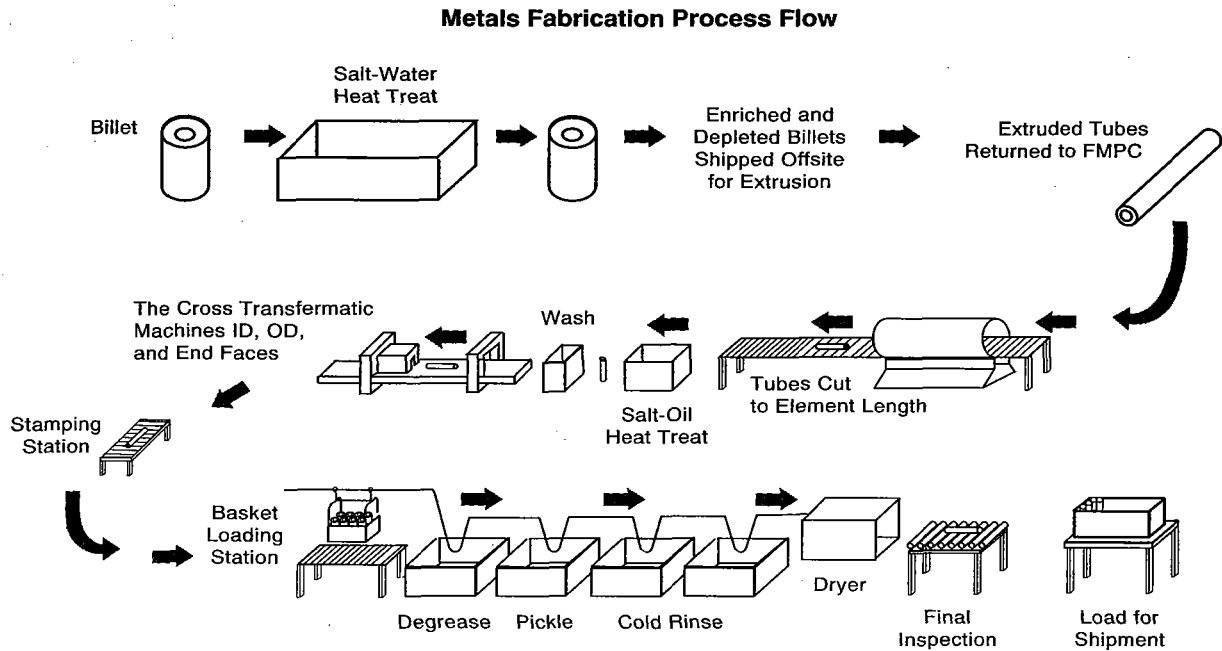 Metals Fabrication Process Flow
Billet
Salt-Water
Heat Treat
Enriched and
Depleted Billets
Shipped Offsite
for Extrusion
Extruded Tubes
Returned to FMPC
Tubes Cut
to Element Length
Salt-Oil
Heat Treat
Wash
The Cross Transfermatic
Machines ID, OD,
and End Faces
Stamping
Station
Basket
Loading
Station
Degrease
Pickle
Cold Rinse
Dryer
Final
Inspection
Load for
Shipment